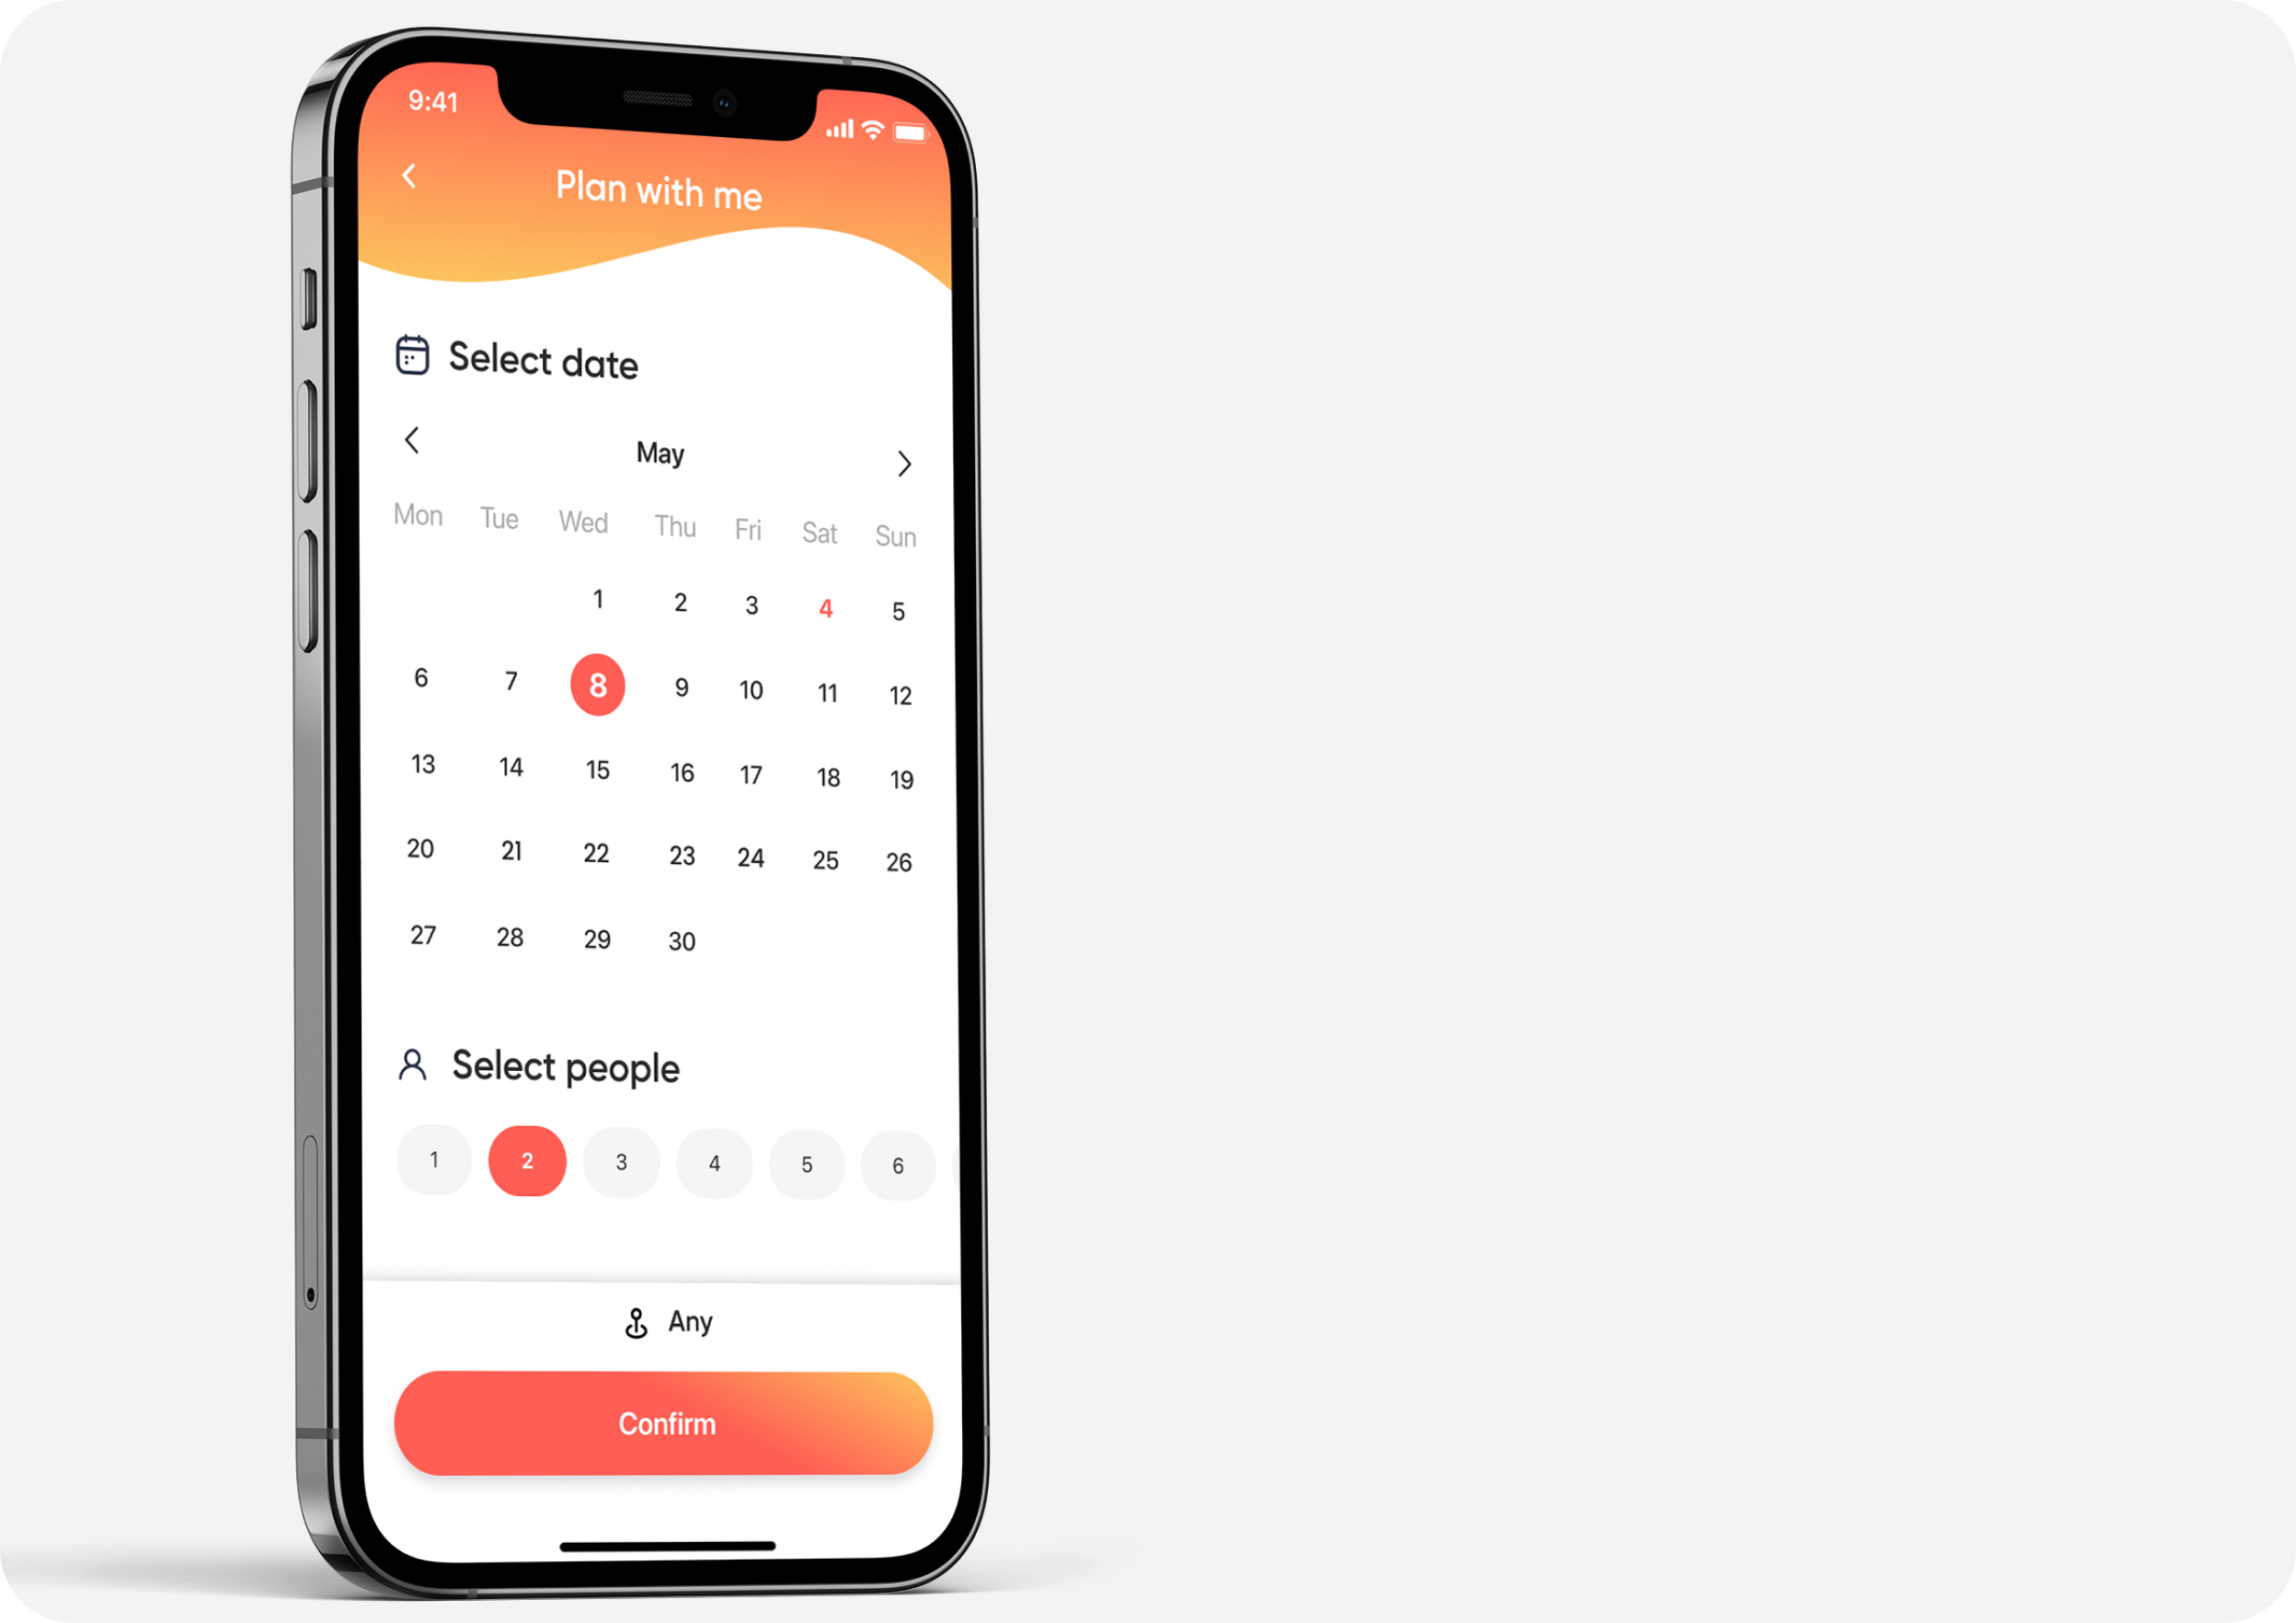 9:41
Plan with me
Select date
May
Mon Tue Wed Thu Fri Sat Sun
1 2 3 4 5
6 7 8 9 10 11 12
13 14 15 16 17 18 19
20 21 22 23 24 25 26
27 28 29 30
Select people
1 2 3 4 5 6
Any
Confirm